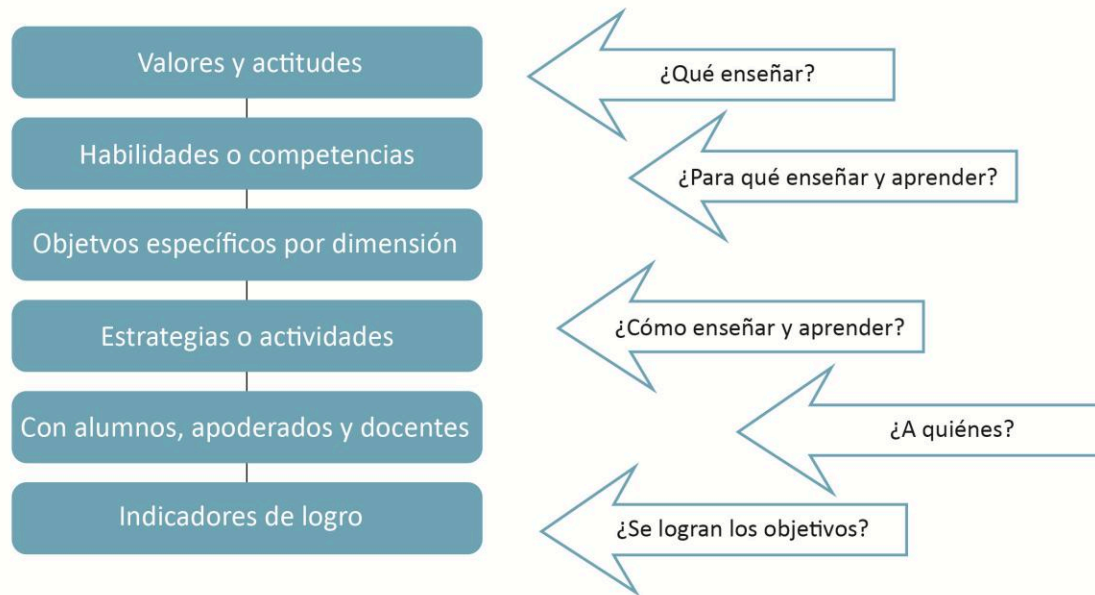 Valores y actitudes
¿Qué enseñar?
Habilidades o competencias
¿Para qué enseñar y aprender?
Objetvos específicos por dimensión
Estrategias o actividades
¿Cómo enseñar y aprender?
Con alumnos, apoderados y docentes
¿A quiénes?
Indicadores de logro
¿Se logran los objetivos?